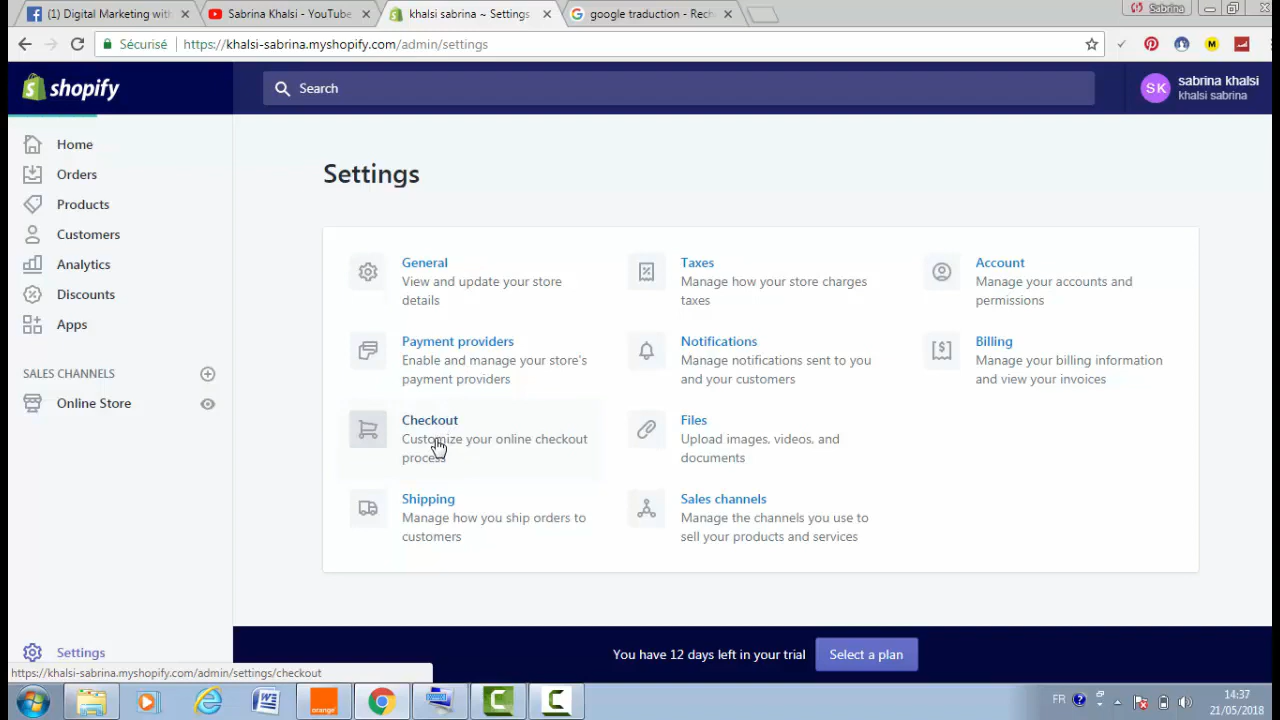 (1) Digital Marketing with
Sabrina Khalsi - YouTube
khalsi sabrina ~ Settings
google traduction - Rech
Sabrina
Sécurisé
https://khalsi-sabrina.myshopify.com/admin/settings
M
shopify
Search
SK
sabrina khalsi
khalsi sabrina
Home
Orders
Products
Customers
Analytics
Discounts
Apps
SALES CHANNELS
Online Store
Settings
Settings
General
View and update your store
details
Taxes
Manage how your store charges
taxes
Account
Manage your accounts and
permissions
Payment providers
Enable and manage your store's
payment providers
Notifications
Manage notifications sent to you
and your customers
Billing
Manage your billing information
and view your invoices
Checkout
Customize your online checkout
process
Files
Upload images, videos, and
documents
Shipping
Manage how you ship orders to
customers
Sales channels
Manage the channels you use to
sell your products and services
You have 12 days left in your trial
Select a plan
https://khalsi-sabrina.myshopify.com/admin/settings/checkout
orange
FR
14:37
21/05/2018